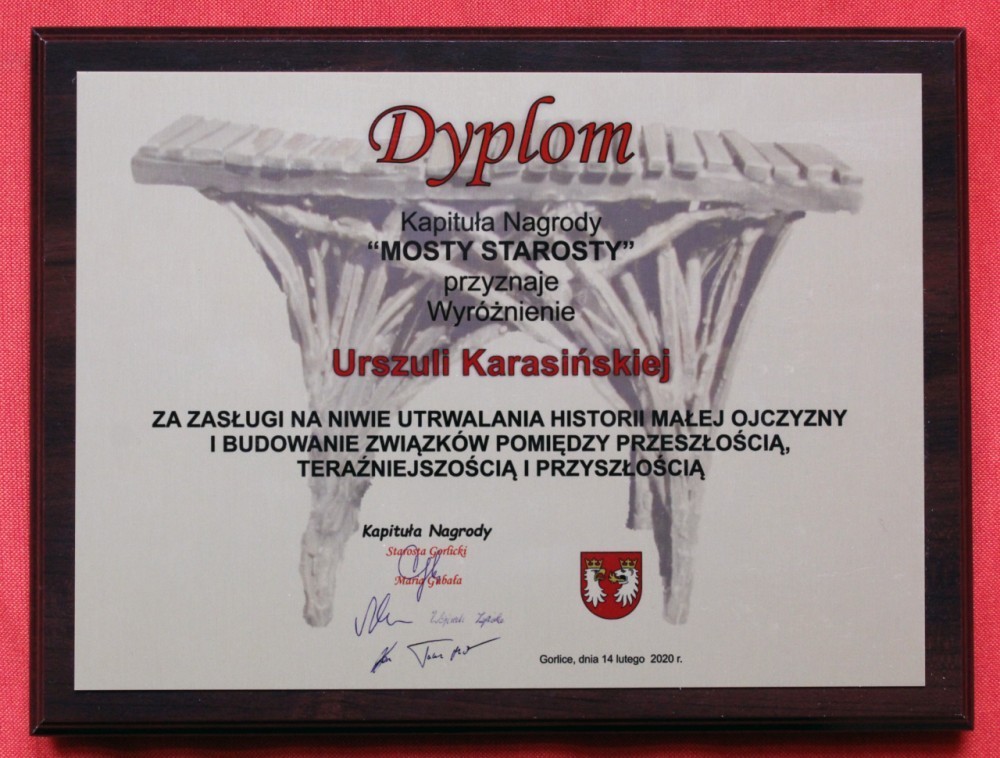 Dyplom
Kapituła Nagrody
“MOSTY STAROSTY”
przyznaje
Wyróżnienie
Urszuli Karasińskiej
ZA ZASŁUGI NA NIWIE UTRWALANIA HISTORII MAŁEJ OJCZYZNY
I BUDOWANIE ZWIĄZKÓW POMIĘDZY PRZESZŁOŚCIĄ,
TERAŹNIEJSZOŚCIĄ I PRZYSZŁOŚCIĄ
Kapituła Nagrody
Starosta Gorlicki
Maria Gubała
Gorlice, dnia 14 lutego 2020 r.